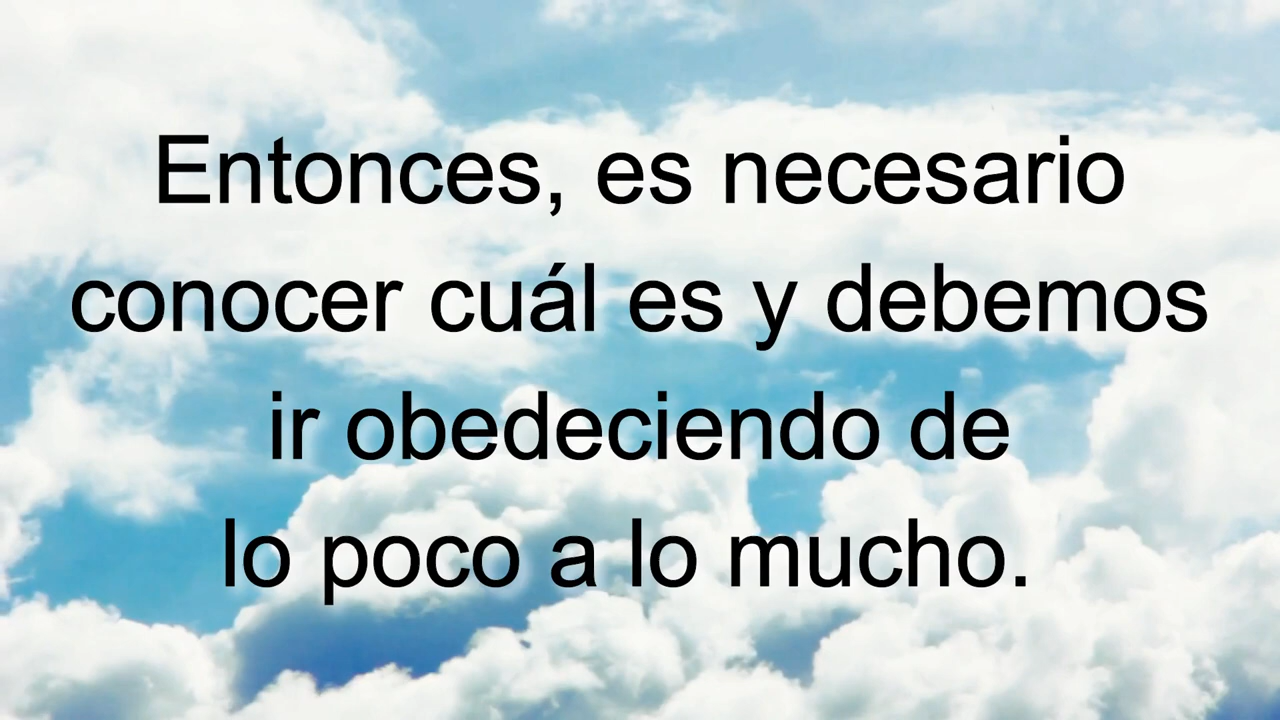 Entonces, es necesario
conocer cuál es y debemos
ir obedeciendo de
lo poco a lo mucho.